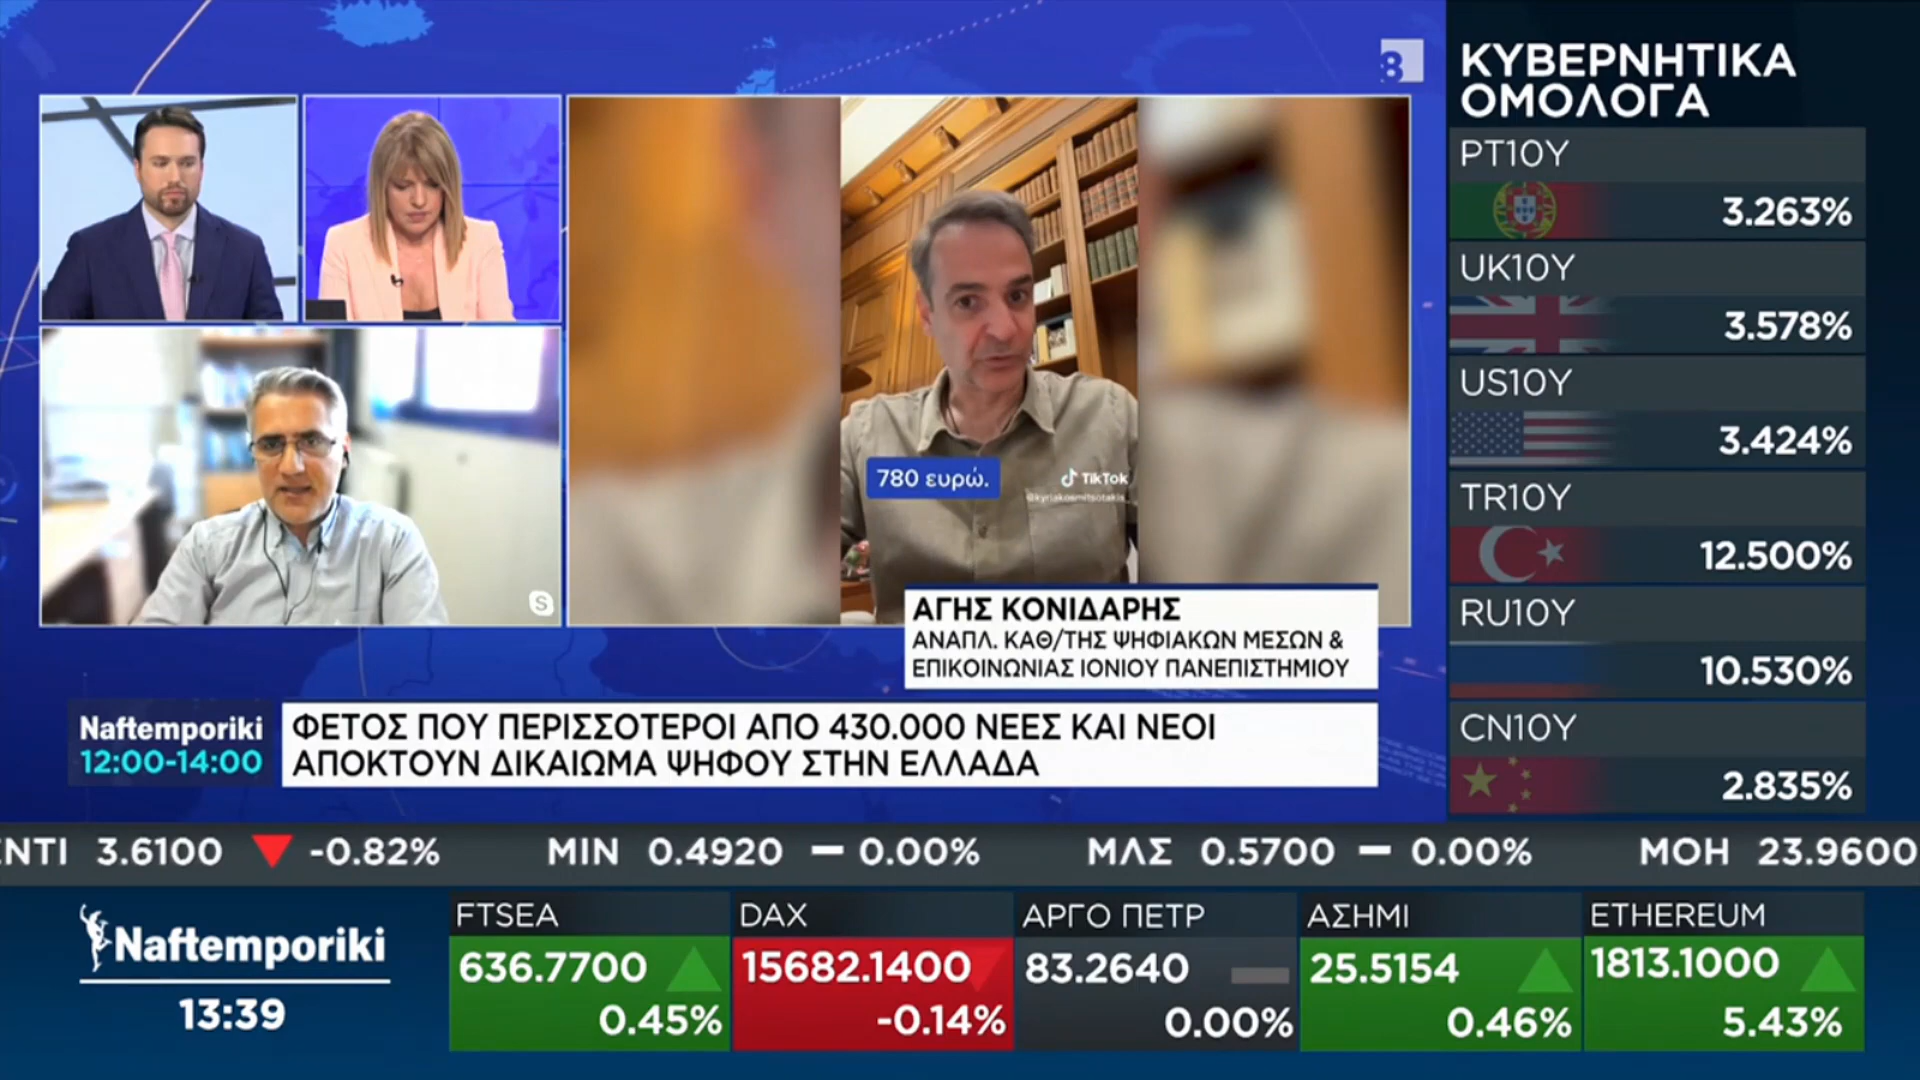 8
ΚΥΒΕΡΝΗΤΙΚΑ
ΟΜΟΛΟΓΑ
PT10Y
3.263%
UK10Y
3.578%
US10Y
3.424%
TR10Y
12.500%
RU10Y
10.530%
CN10Y
2.835%
780 ευρώ.
TikTok
@kyriakosmitsotakis
S
ΑΓΗΣ ΚΟΝΙΔΑΡΗΣ
ΑΝΑΠΛ. ΚΑΘ/ΤΗΣ ΨΗΦΙΑΚΩΝ ΜΕΣΩΝ &
ΕΠΙΚΟΙΝΩΝΙΑΣ ΙΟΝΙΟΥ ΠΑΝΕΠΙΣΤΗΜΙΟΥ
Naftemporiki
12:00-14:00
ΦΕΤΟΣ ΠΟΥ ΠΕΡΙΣΣΟΤΕΡΟΙ ΑΠΟ 430.000 ΝΕΕΣ ΚΑΙ ΝΕΟΙ
ΑΠΟΚΤΟΥΝ ΔΙΚΑΙΩΜΑ ΨΗΦΟΥ ΣΤΗΝ ΕΛΛΑΔΑ
ΕΝΤΙ 3.6100 -0.82% ΜΙΝ 0.4920 0.00% ΜΛΣ 0.5700 0.00% ΜΟΗ 23.9600
Naftemporiki
13:39
FTSEA
636.7700
0.45%
DAX
15682.1400
-0.14%
ΑΡΓΟ ΠΕΤΡ
83.2640
0.00%
ΑΣΗΜΙ
25.5154
0.46%
ETHEREUM
1813.1000
5.43%